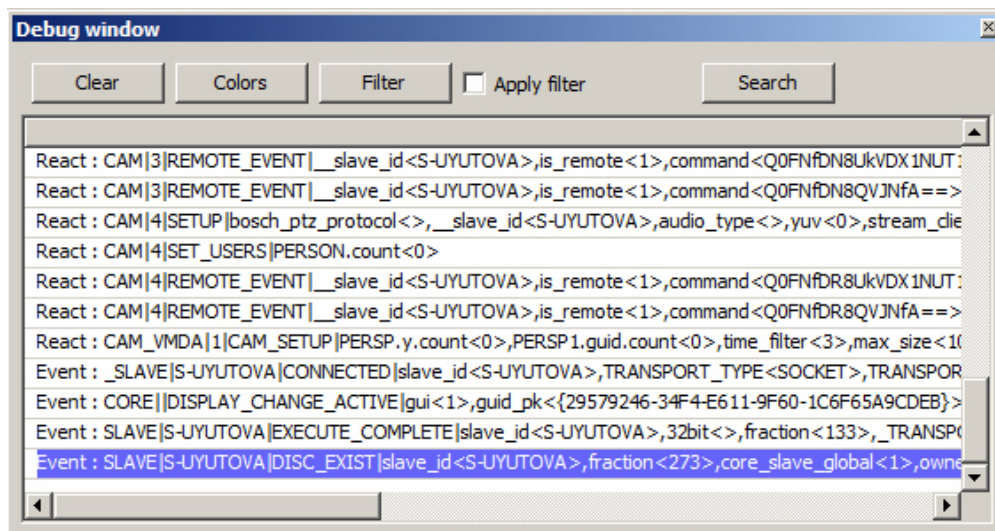 Debug window
Clear Colors Filter Apply filter Search
React : CAM|3|REMOTE_EVENT|__slave_id<S-UYUTOVA>,is_remote<1>,command<Q0FNfDN8UkVDX1NUT1
React : CAM|3|REMOTE_EVENT|__slave_id<S-UYUTOVA>,is_remote<1>,command<Q0FNfDN8QVJNfA==>
React : CAM|4|SETUP|bosch_ptz_protocol<>,__slave_id<S-UYUTOVA>,audio_type<>,yuv<0>,stream_clie
React : CAM|4|SET_USERS|PERSON.count<0>
React : CAM|4|REMOTE_EVENT|__slave_id<S-UYUTOVA>,is_remote<1>,command<Q0FNfDR8UkVDX1NUT1
React : CAM|4|REMOTE_EVENT|__slave_id<S-UYUTOVA>,is_remote<1>,command<Q0FNfDR8QVJNfA==>
React : CAM_VMDA|1|CAM_SETUP|PERSP.y.count<0>,PERSP1.guid.count<0>,time_filter<3>,max_size<10
Event : _SLAVE|S-UYUTOVA|CONNECTED|slave_id<S-UYUTOVA>,TRANSPORT_TYPE<SOCKET>,TRANSPOR
Event : CORE||DISPLAY_CHANGE_ACTIVE|gui<1>,guid_pk<{29579246-34F4-E611-9F60-1C6F65A9CDEB}>
Event : SLAVE|S-UYUTOVA|EXECUTE_COMPLETE|slave_id<S-UYUTOVA>,32bit<>,fraction<133>,_TRANSPO
Event : SLAVE|S-UYUTOVA|DISC_EXIST|slave_id<S-UYUTOVA>,fraction<273>,core_slave_global<1>,owne